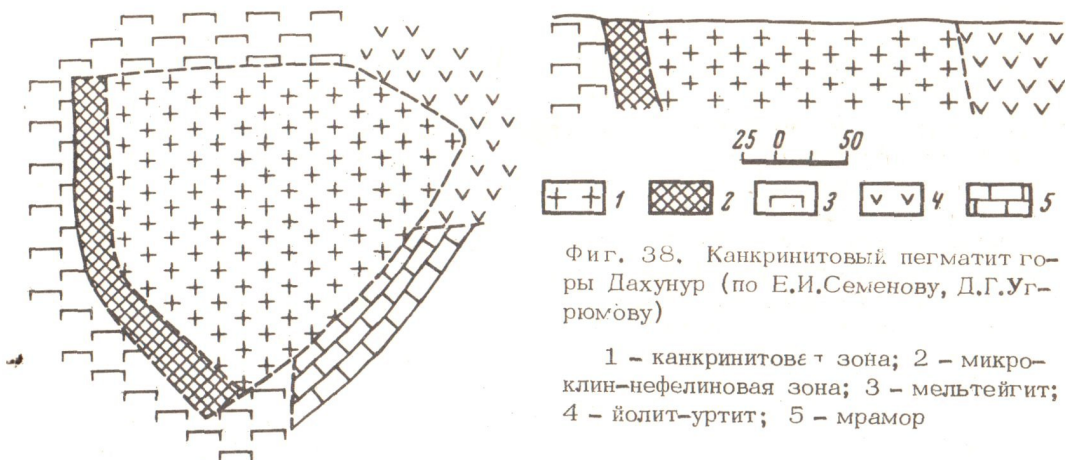 25 0 50
1 2 3 4 5
Фиг. 38. Канкринитовый пегматит го-
ры Дахунур (по Е.И.Семенову, Д.Г.Уг-
рюмову)
1 – канкринитовая зона; 2 – микро-
клин-нефелиновая зона; 3 – мельтейгит;
4 – йолит-уртит; 5 – мрамор